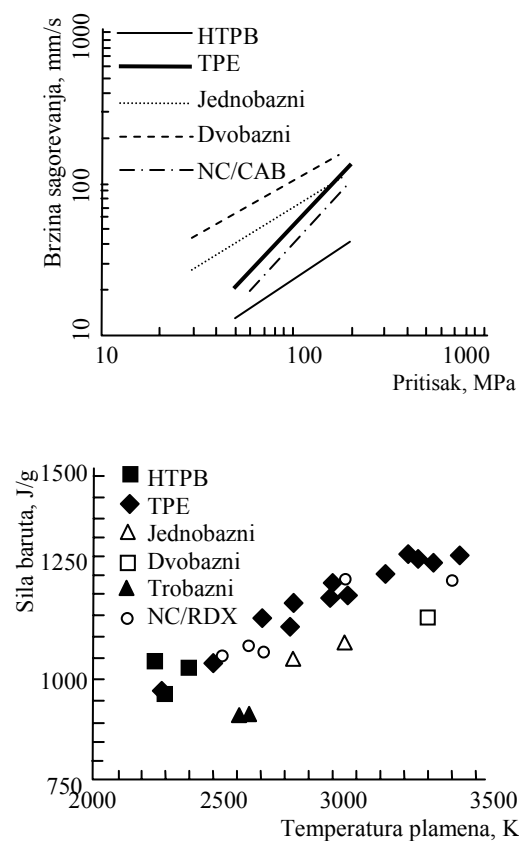 Brzina sagorevanja, mm/s
1000
100
10
HTPB
TPE
Jednobazni
Dvobazni
NC/CAB
10
100
1000
Pritisak, MPa
Sila baruta, J/g
1500
1250
1000
750
HTPB
TPE
Jednobazni
Dvobazni
Trobazni
NC/RDX
2000
2500
3000
3500
Temperatura plamena, K